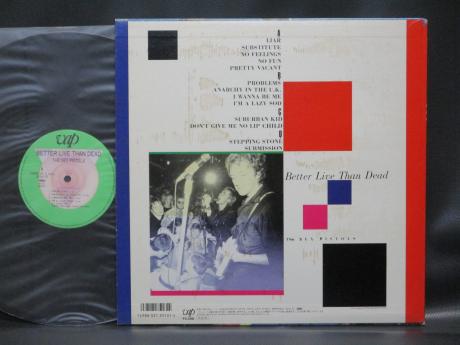 vap
BETTER LIVE THAN DEAD
THE SEX PISTOLS
A
LIAR
SUBSTITUTE
NO FEELINGS
NO FUN
PRETTY VACANT
B
PROBLEMS
ANARCHY IN THE U.K.
I WANNA BE ME
I'M A LAZY SOD
C
SUBURBAN KID
DON'T GIVE ME NO LIP CHILD
D
STEPPING STONE
SUBMISSION
Better Live Than Dead
The SEX PISTOLS
vap